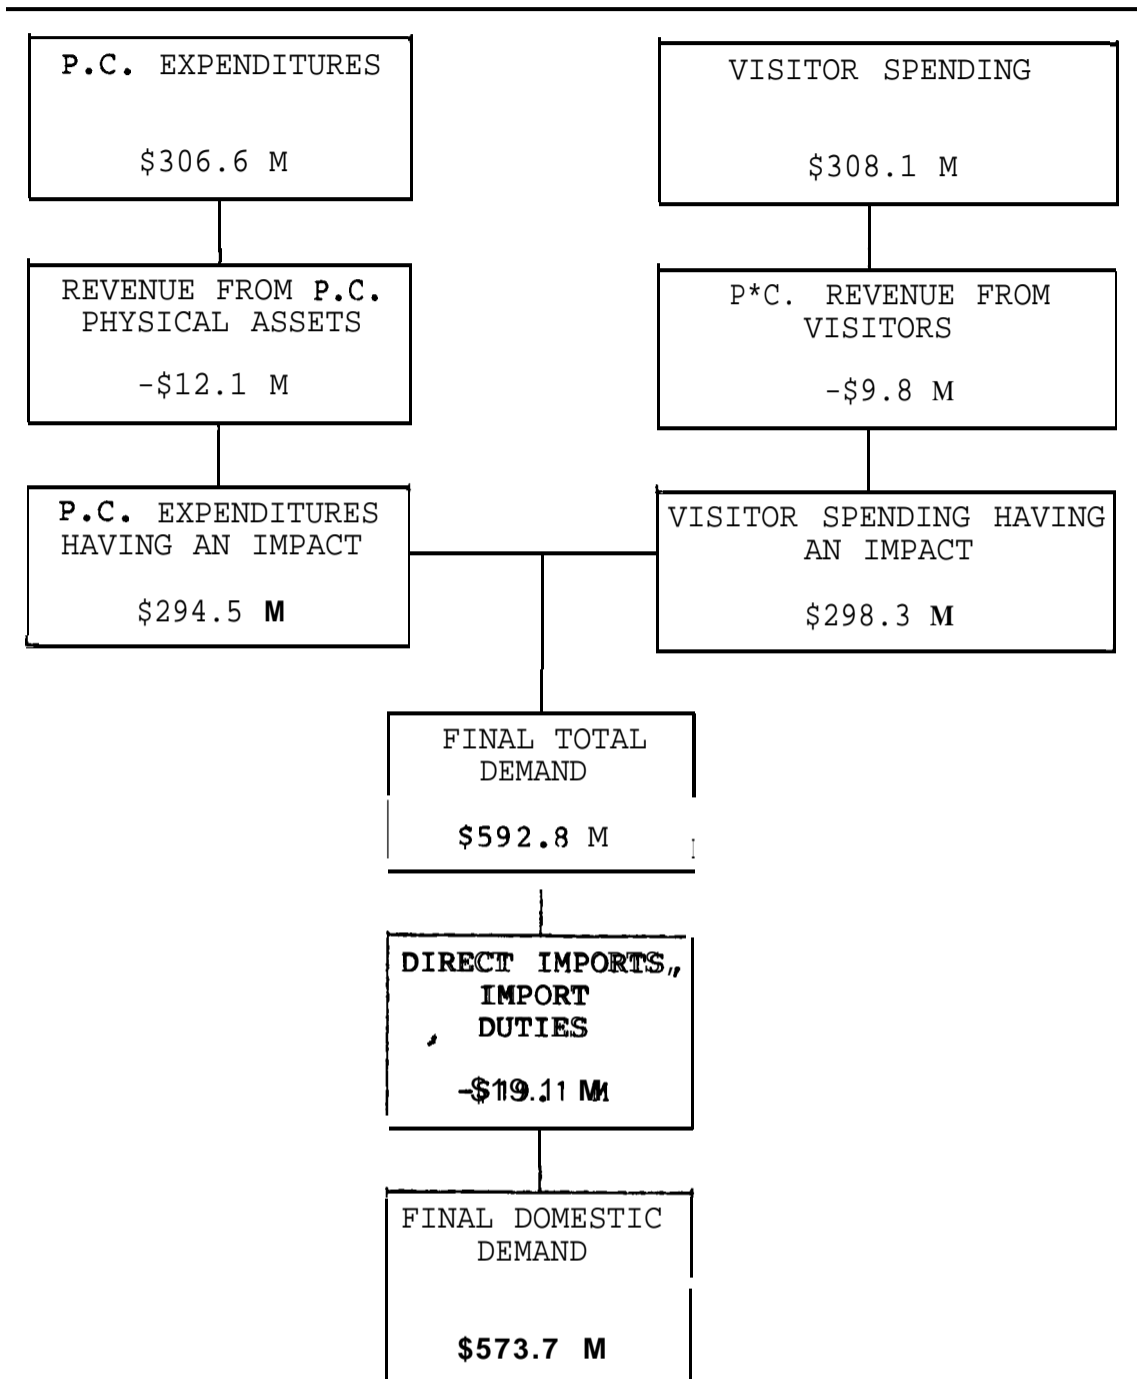 P.C. EXPENDITURES
$306.6 M
VISITOR SPENDING
$308.1 M
REVENUE FROM P.C.
PHYSICAL ASSETS
-$12.1 M
P*C. REVENUE FROM
VISITORS
-$9.8 M
P.C. EXPENDITURES
HAVING AN IMPACT
$294.5 M
VISITOR SPENDING HAVING
AN IMPACT
$298.3 M
FINAL TOTAL
DEMAND
$592.8 M
DIRECT IMPORTS,
IMPORT
DUTIES
-$19.1 M
FINAL DOMESTIC
DEMAND
$573.7 M